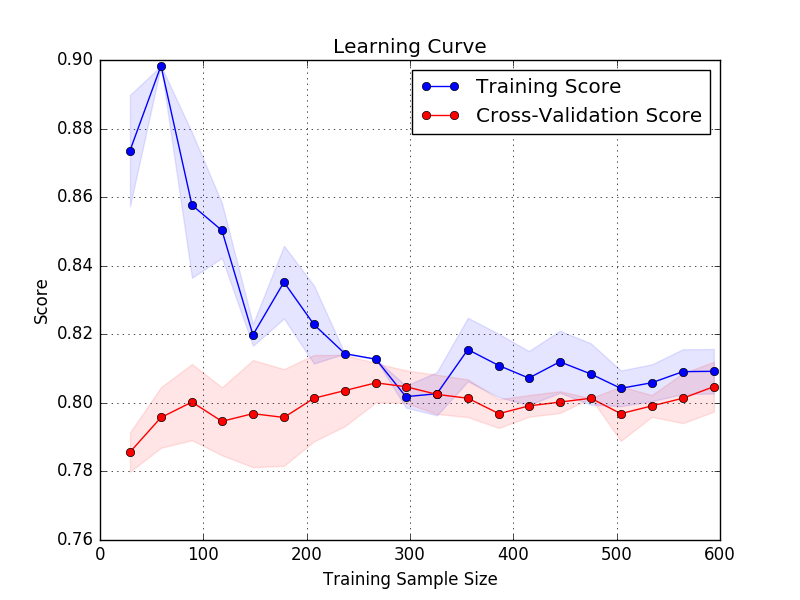 Learning Curve
0.90
0.88
0.86
0.84
0.82
0.80
0.78
0.76
Score
Training Score
Cross-Validation Score
0 100 200 300 400 500 600
Training Sample Size